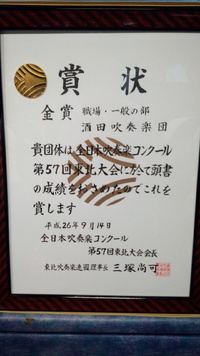 賞状
金賞 職場・一般の部
酒田吹奏楽団
貴団体は全日本吹奏楽コンクール
第57回東北大会において頭書
の成績をおさめたのでこれを
賞します
平成26年9月14日
全日本吹奏楽コンクール
第57回東北大会会長
東北吹奏楽連盟理事長 三塚尚可